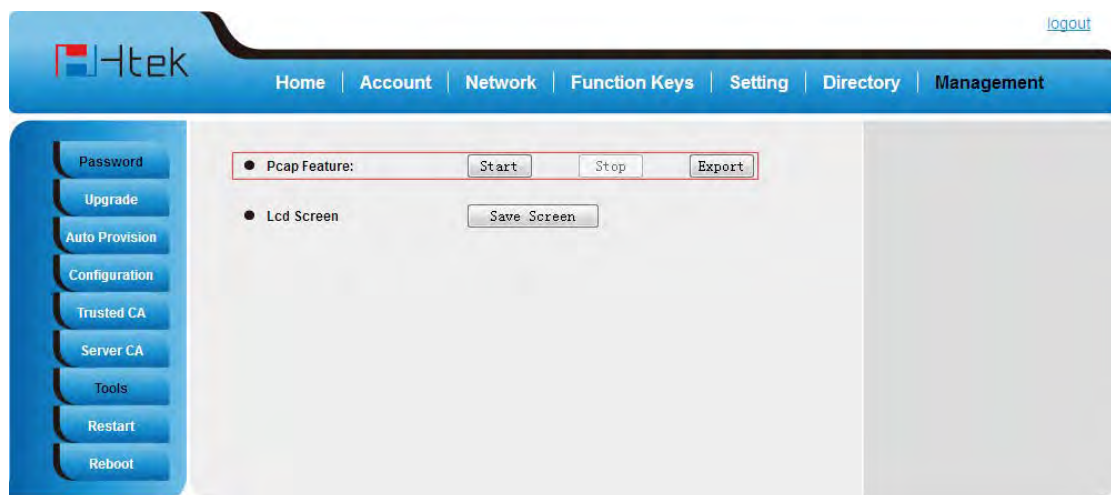 logout
Htek
Home | Account | Network | Function Keys | Setting | Directory | Management
Password
Upgrade
Auto Provision
Configuration
Trusted CA
Server CA
Tools
Restart
Reboot
● Pcap Feature: Start Stop Export
● Lcd Screen Save Screen